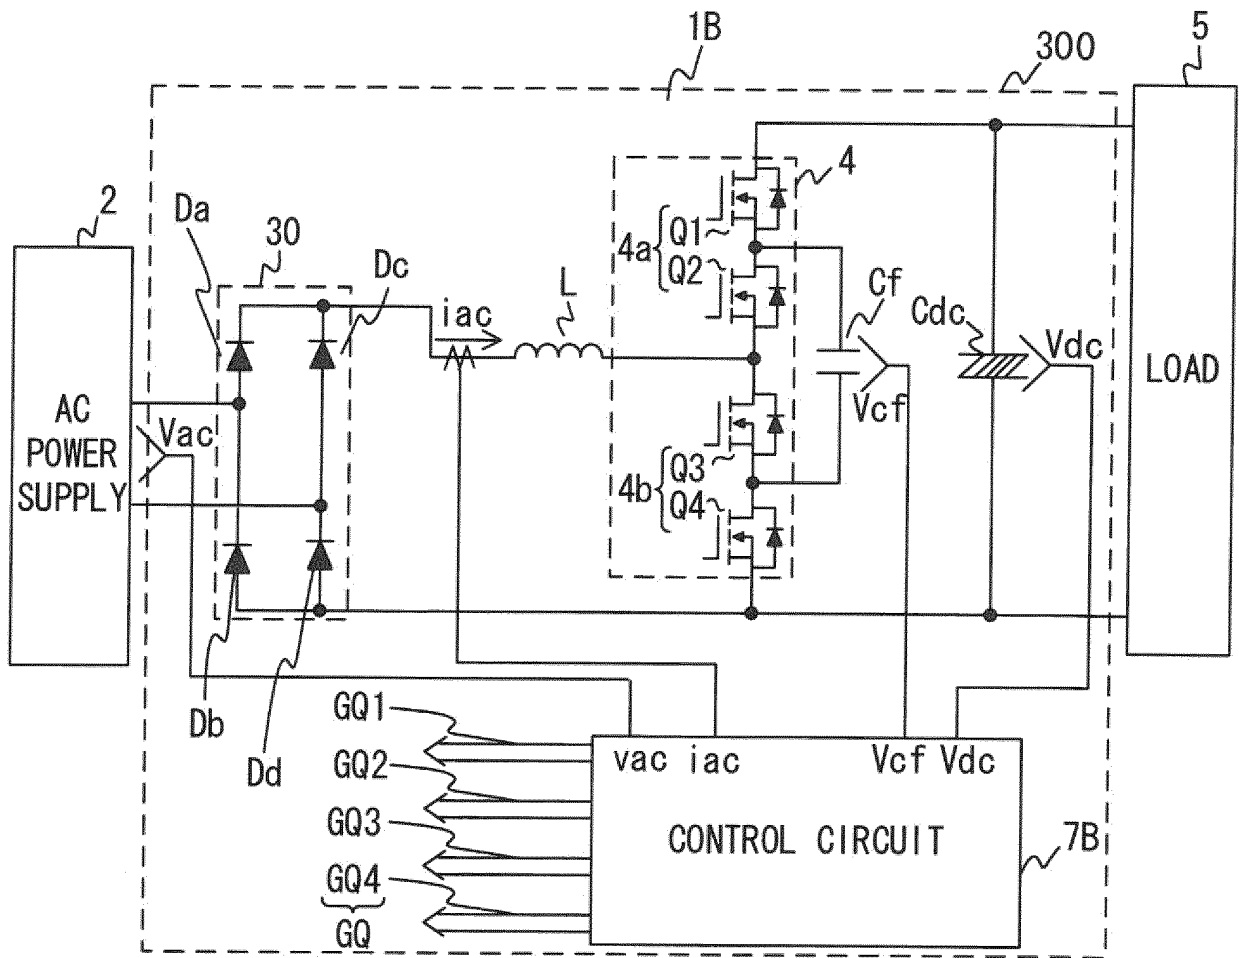 1B
300
5
2
Da
30
Dc
iac
L
4
4a
Q1
Q2
Cf
Cdc
Vdc
Vcf
LOAD
AC
POWER
SUPPLY
Vac
4b
Q3
Q4
Db
Dd
GQ1
GQ2
GQ3
GQ4
GQ
vac iac Vcf Vdc
CONTROL CIRCUIT
7B